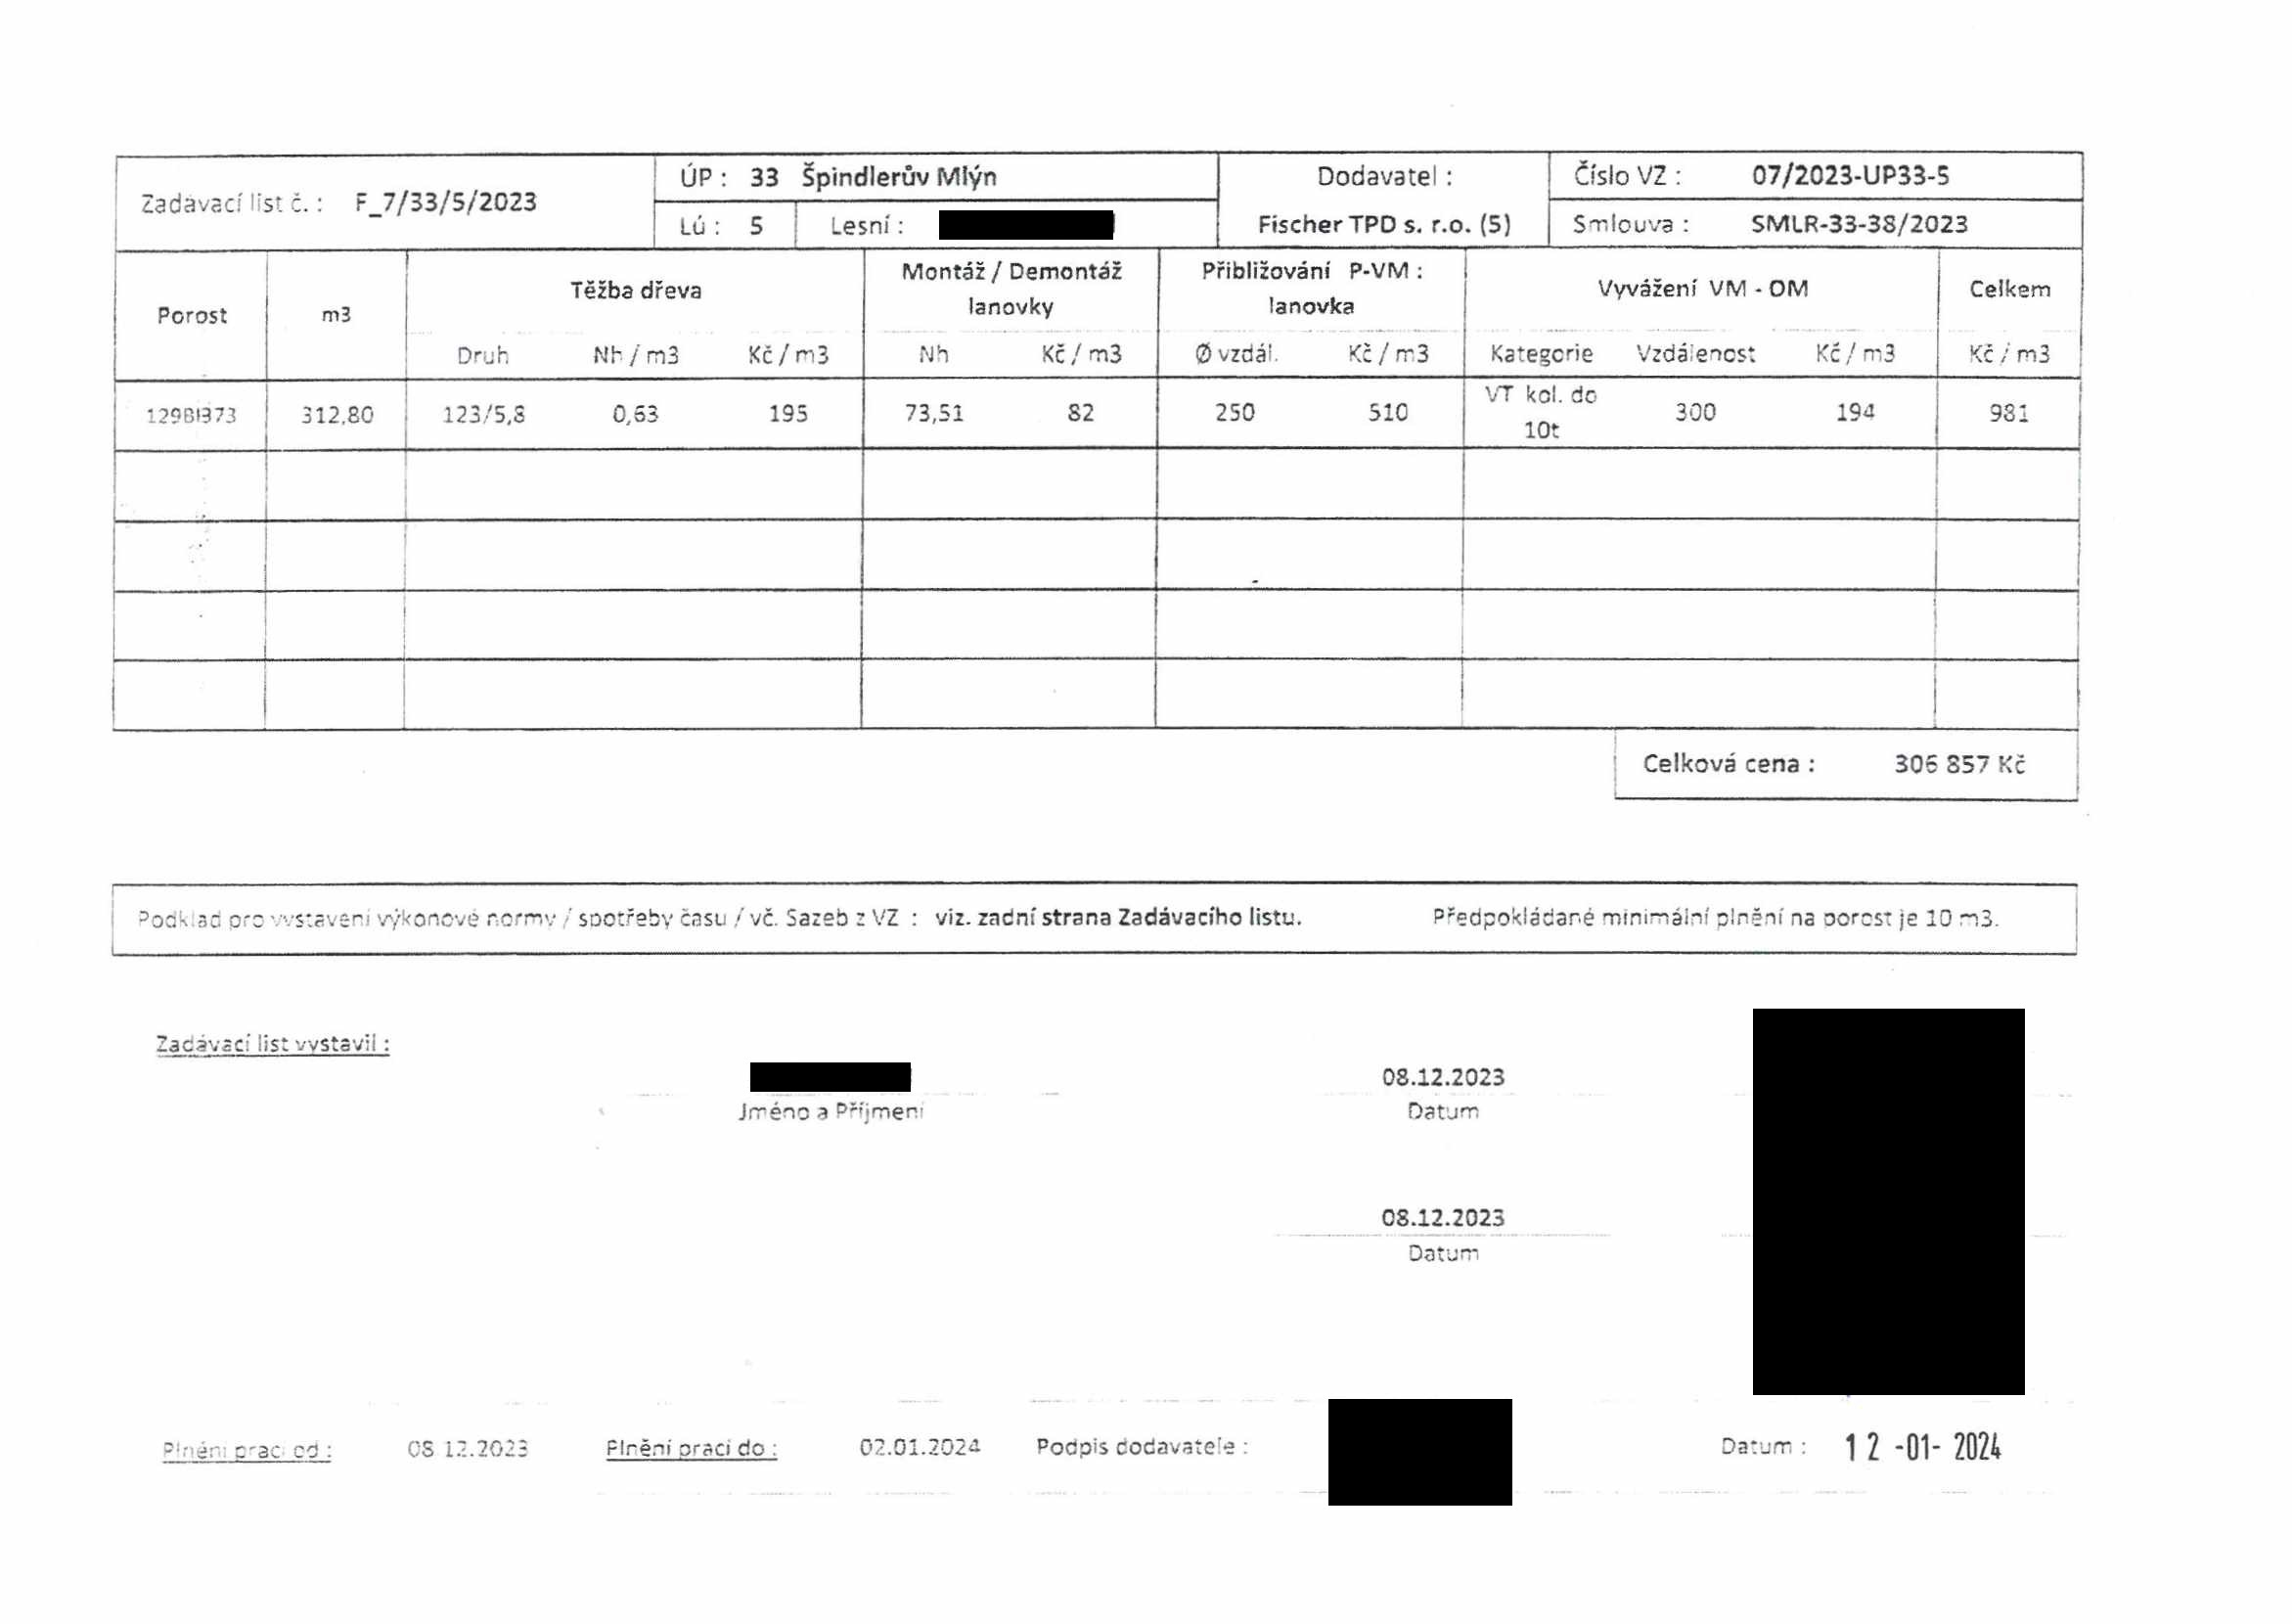 Zadávací list č. : F_7/33/5/2023
ÚP : 33 Špindlerův Mlýn
Lú : 5 Lesní :
Dodavatel :
Fischer TPD s. r.o. (5)
Číslo VZ : 07/2023-UP33-5
Smlouva : SMLR-33-38/2023
Porost m3 Těžba dřeva Montáž / Demontáž lanovky Přibližování P-VM : lanovka Vyvážení VM - OM Celkem
Druh Nh / m3 Kč / m3 Nh Kč / m3 Ø vzdál. Kč / m3 Kategorie Vzdálenost Kč / m3 Kč / m3
312,80 123/5,8 0,63 195 73,51 82 250 510 VT kol. do 10t 300 194 981
Celková cena : 306 857 Kč
Podklad pro vystavení výkonové normy / spotřeby času / vč. Sazeb z VZ : viz. zadní strana Zadávacího listu. Předpokládané minimální plnění na porost je 10 m3.
Zadávací list vystavil :
08.12.2023
Jméno a Příjmení Datum
08.12.2023
Datum
Plnění prací od : 08 12.2023 Plnění prací do : 02.01.2024 Podpis dodavatele : Datum : 12 -01- 2024